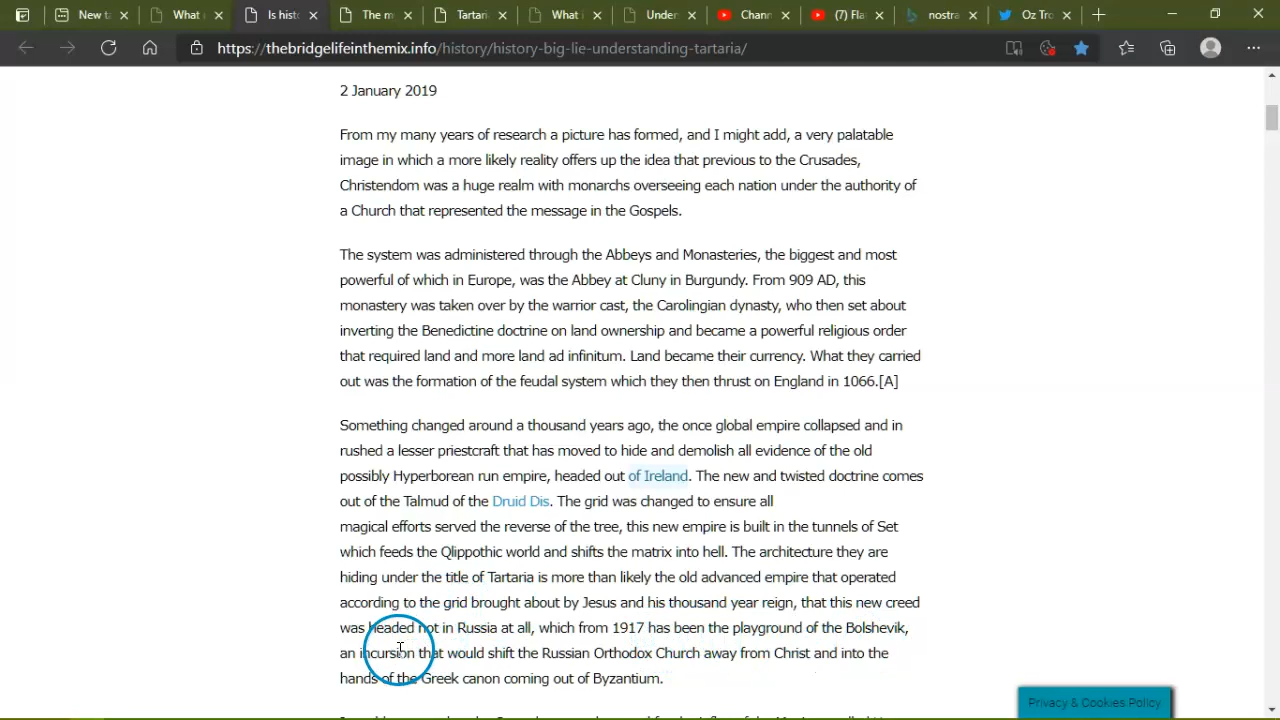 New ta
What i
Is histo
The m
Tartari
What i
Under
Chann
(7) Fla
nostra
Oz Tro
https://thebridgelifeinthemix.info/history/history-big-lie-understanding-tartaria/
2 January 2019
From my many years of research a picture has formed, and I might add, a very palatable
image in which a more likely reality offers up the idea that previous to the Crusades,
Christendom was a huge realm with monarchs overseeing each nation under the authority of
a Church that represented the message in the Gospels.
The system was administered through the Abbeys and Monasteries, the biggest and most
powerful of which in Europe, was the Abbey at Cluny in Burgundy. From 909 AD, this
monastery was taken over by the warrior cast, the Carolingian dynasty, who then set about
inverting the Benedictine doctrine on land ownership and became a powerful religious order
that required land and more land ad infinitum. Land became their currency. What they carried
out was the formation of the feudal system which they then thrust on England in 1066.[A]
Something changed around a thousand years ago, the once global empire collapsed and in
rushed a lesser priestcraft that has moved to hide and demolish all evidence of the old
possibly Hyperborean run empire, headed out of Ireland. The new and twisted doctrine comes
out of the Talmud of the Druid Dis. The grid was changed to ensure all
magical efforts served the reverse of the tree, this new empire is built in the tunnels of Set
which feeds the Qlippothic world and shifts the matrix into hell. The architecture they are
hiding under the title of Tartaria is more than likely the old advanced empire that operated
according to the grid brought about by Jesus and his thousand year reign, that this new creed
was headed not in Russia at all, which from 1917 has been the playground of the Bolshevik,
an incursion that would shift the Russian Orthodox Church away from Christ and into the
hands of the Greek canon coming out of Byzantium.
Privacy & Cookies Policy